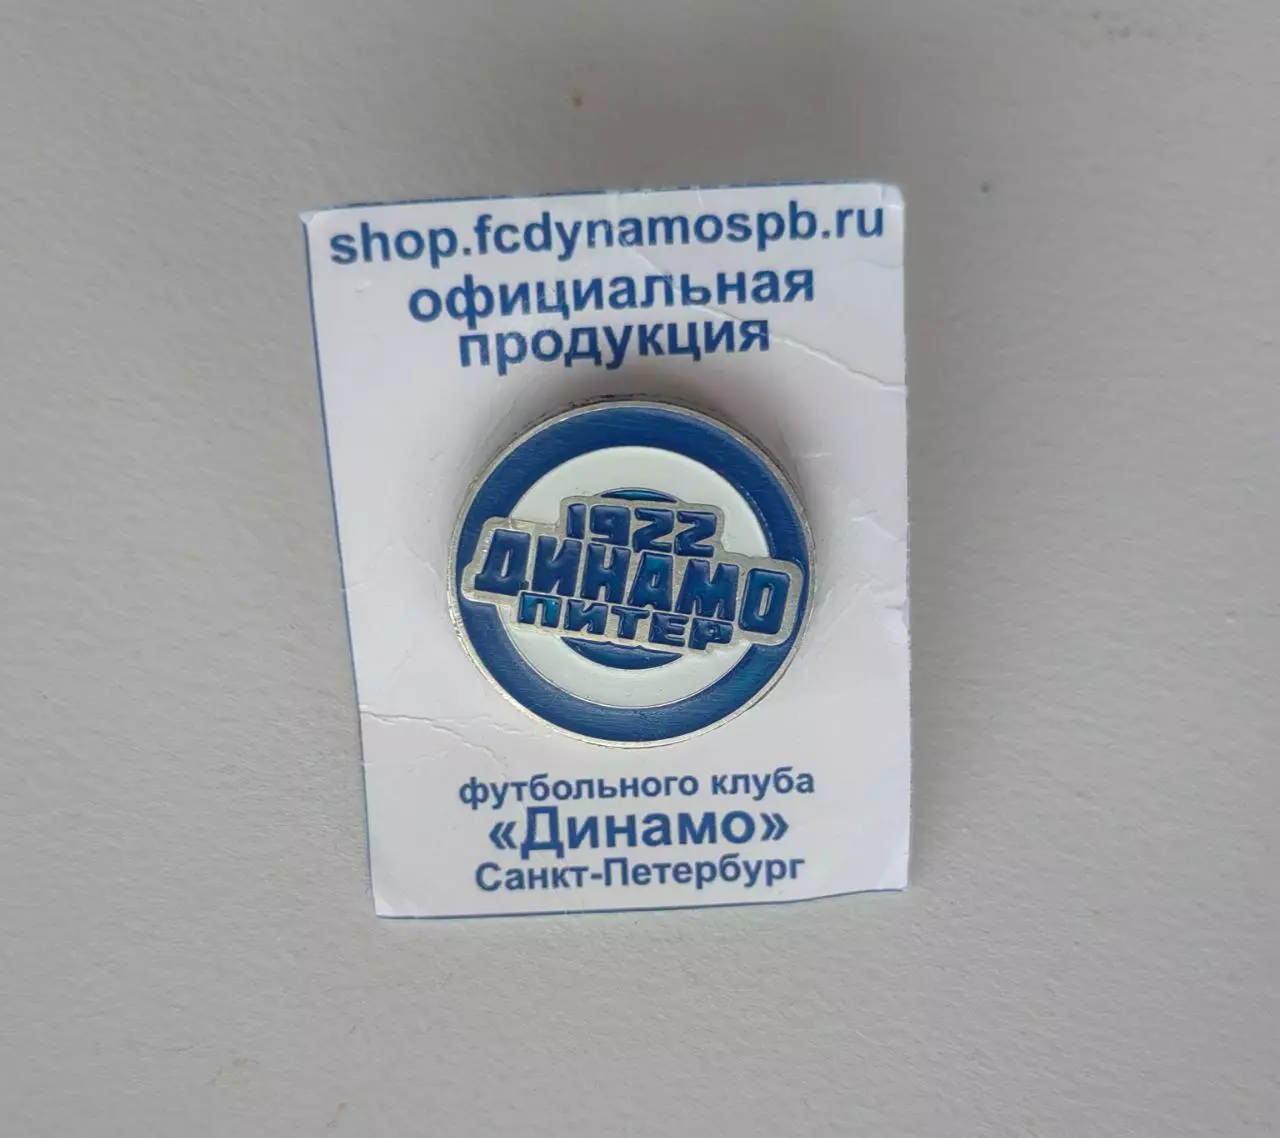 shop.fcdynamospb.ru
официальная
продукция
1922
ДИНАМО
ПИТЕР
футбольного клуба
«Динамо»
Санкт-Петербург